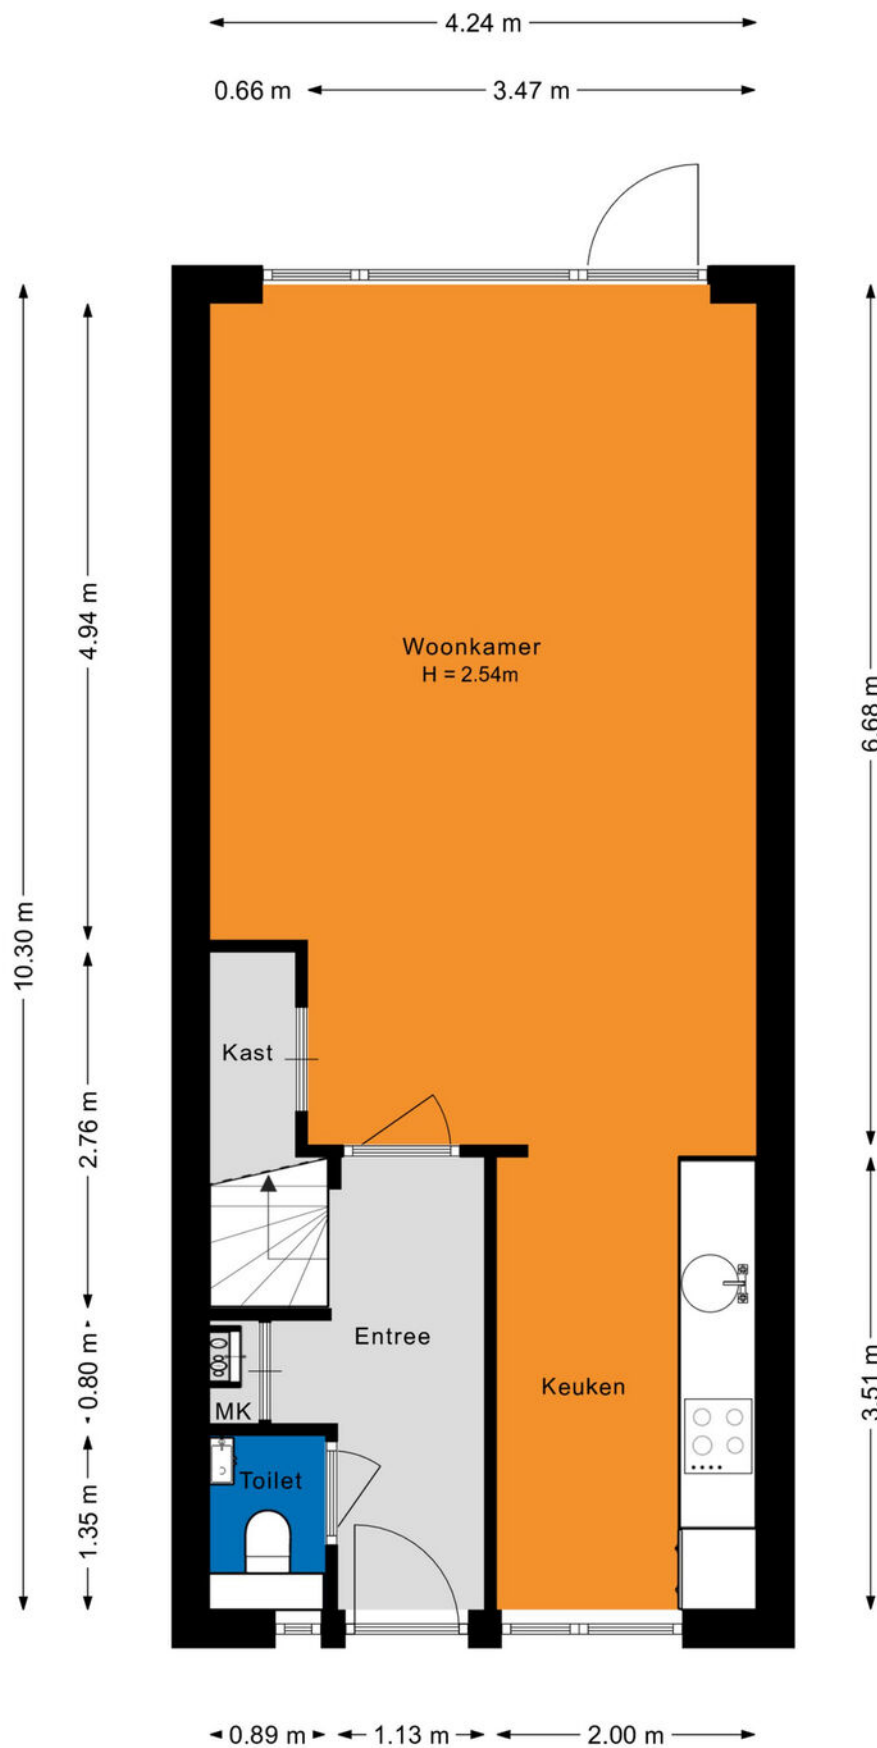 4.24 m
0.66 m
3.47 m
4.94 m
Woonkamer
H = 2.54m
6.68 m
10.30 m
Kast
2.76 m
Entree
0.80 m
Keuken
3.51 m
MK
Toilet
1.35 m
0.89 m
1.13 m
2.00 m